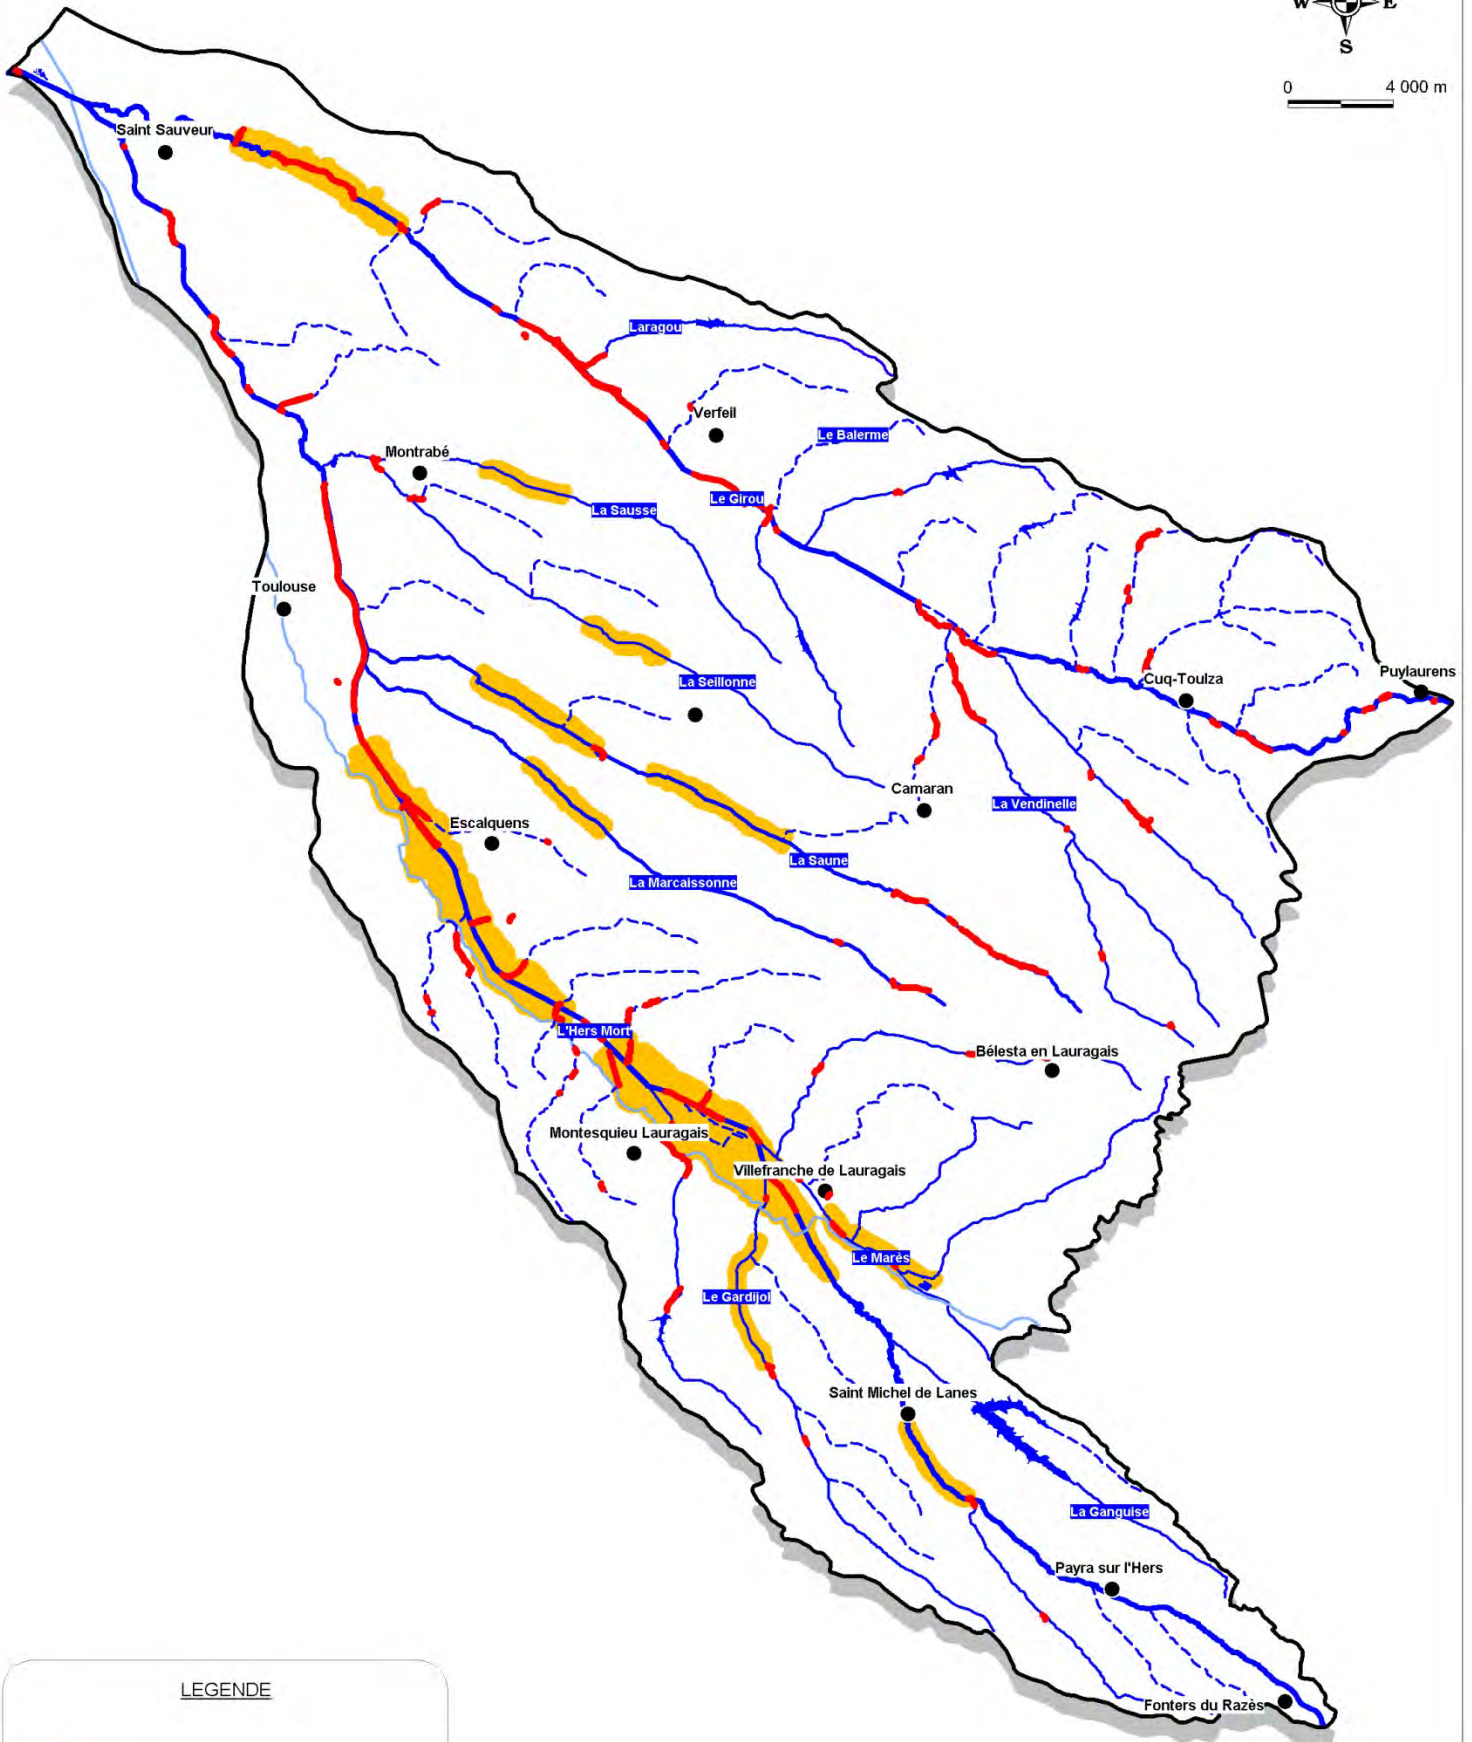 W E
S
0 4 000 m
Saint Sauveur
Laragou
Verfeil
Le Balerme
Montrabé
Le Girou
La Sausse
Toulouse
Puylaurens
Cuq-Toulza
La Seillonne
Camaran
La Vendinelle
Escalquens
La Saune
La Marcaissonne
L'Hers Mort
Bélesta en Lauragais
Montesquieu Lauragais
Villefranche de Lauragais
Le Marès
Le Gardijol
Saint Michel de Lanes
La Ganguise
Payra sur l'Hers
LEGENDE
Fonters du Razès